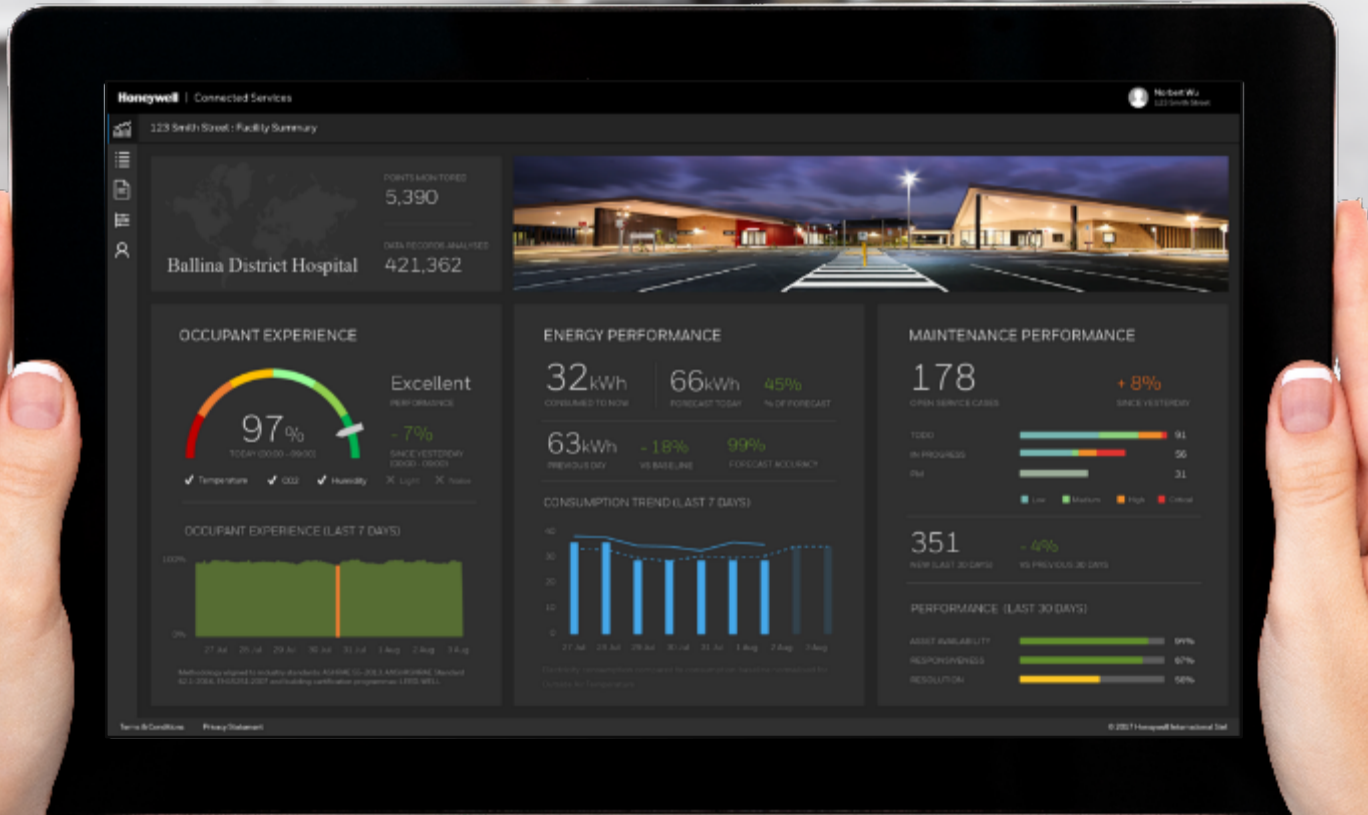 Honeywell | Connected Services
Norbert Wu
123 Smith Street
123 Smith Street : Facility Summary
POINTS MONITORED
5,390
DATA RECORDS ANALYSED
421,362
Ballina District Hospital
OCCUPANT EXPERIENCE
97%
TODAY (00:00 - 09:00)
Excellent
PERFORMANCE
- 7%
SINCE YESTERDAY
(00:00 - 09:00)
Temperature CO2 Humidity Light Noise
OCCUPANT EXPERIENCE (LAST 7 DAYS)
100%
0%
27 Jul 28 Jul 29 Jul 30 Jul 31 Jul 1 Aug 2 Aug 3 Aug
ENERGY PERFORMANCE
32kWh
CONSUMED TO NOW
66kWh
FORECAST TODAY
45%
% OF FORECAST
63kWh
PREVIOUS DAY
- 18%
VS BASELINE
99%
FORECAST ACCURACY
CONSUMPTION TREND (LAST 7 DAYS)
40
30
20
10
0
27 Jul 28 Jul 29 Jul 30 Jul 31 Jul 1 Aug 2 Aug 3 Aug
MAINTENANCE PERFORMANCE
178
OPEN SERVICE CASES
+ 8%
SINCE YESTERDAY
TODO 91
IN PROGRESS 56
PM 31
Low Medium High Critical
351
NEW (LAST 30 DAYS)
- 4%
VS PREVIOUS 30 DAYS
PERFORMANCE (LAST 30 DAYS)
ASSET AVAILABILITY
RESPONSIVENESS 87%
RESOLUTION
Terms & Conditions Privacy Statement
© 2017 Honeywell International